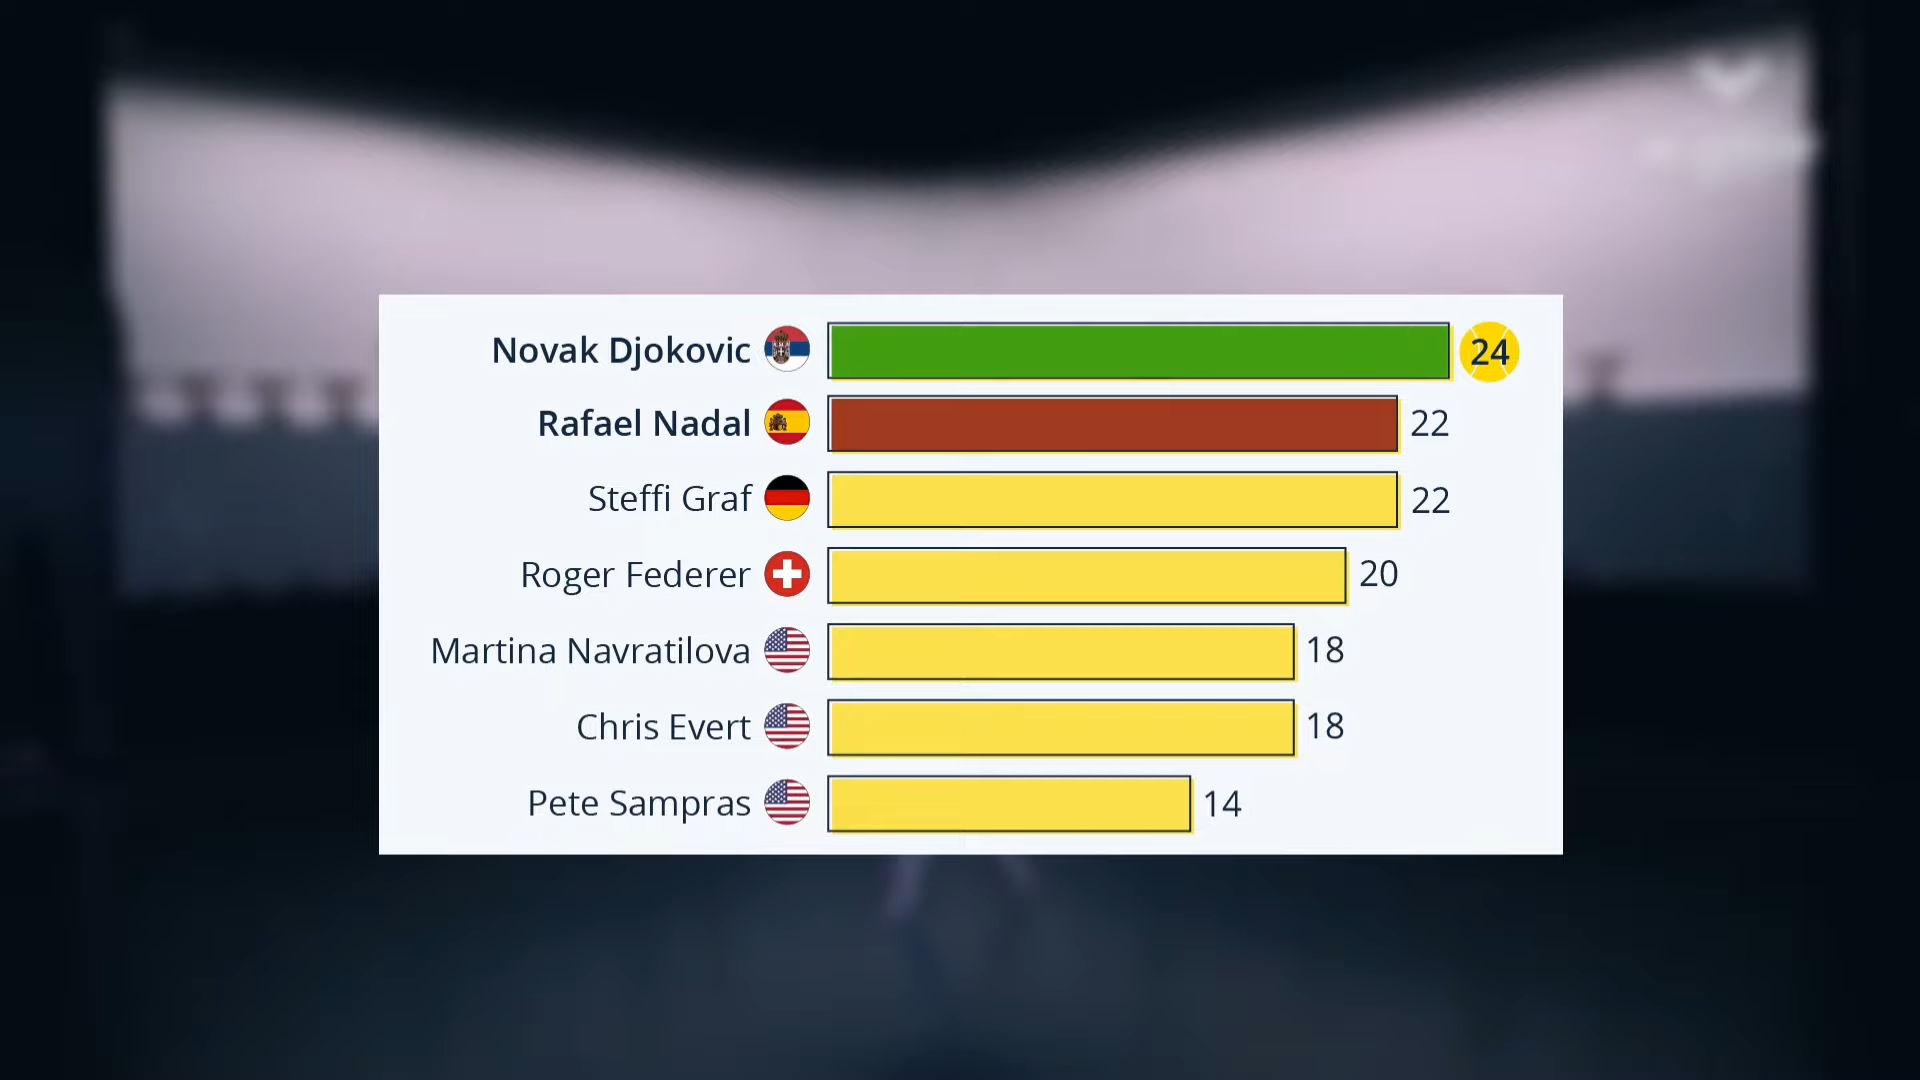 Novak Djokovic 24
Rafael Nadal 22
Steffi Graf 22
Roger Federer 20
Martina Navratilova 18
Chris Evert 18
Pete Sampras 14